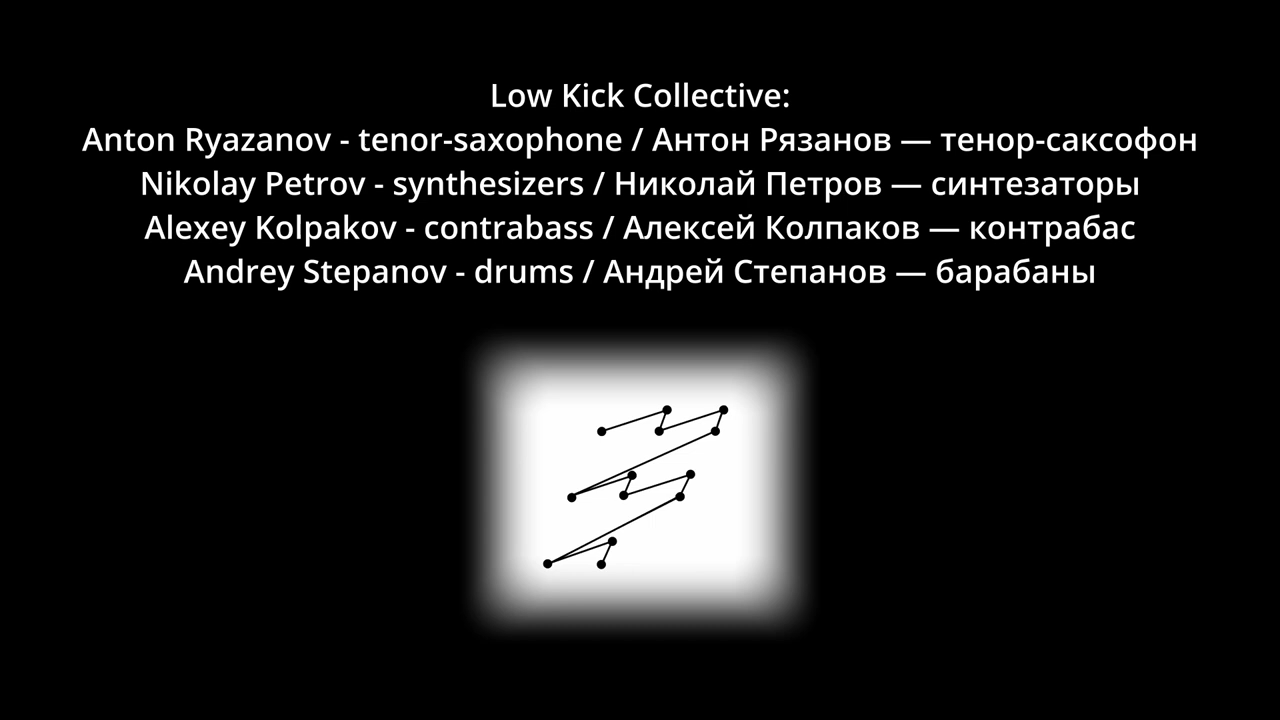 Low Kick Collective:
Anton Ryazanov - tenor-saxophone / Антон Рязанов — тенор-саксофон
Nikolay Petrov - synthesizers / Николай Петров — синтезаторы
Alexey Kolpakov - contrabass / Алексей Колпаков — контрабас
Andrey Stepanov - drums / Андрей Степанов — барабаны